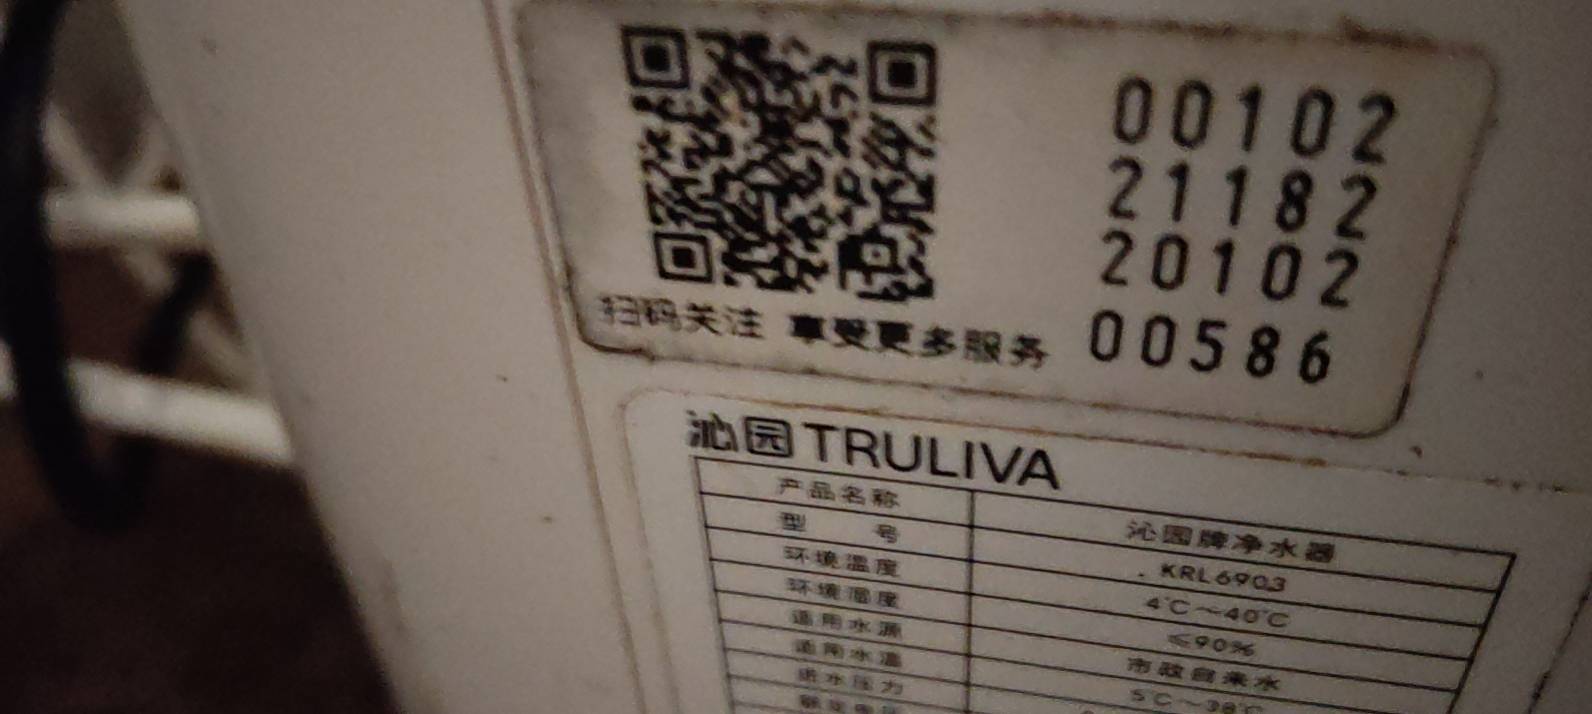 00102
21182
20102
00586
扫码关注 享受更多服务
沁园 TRULIVA
产品名称 沁园牌净水器
型 号 KRL6903
环境温度 4℃~40℃
环境湿度 ≤90%
适用水源 市政自来水
适用水温 5℃~38℃
进水压力